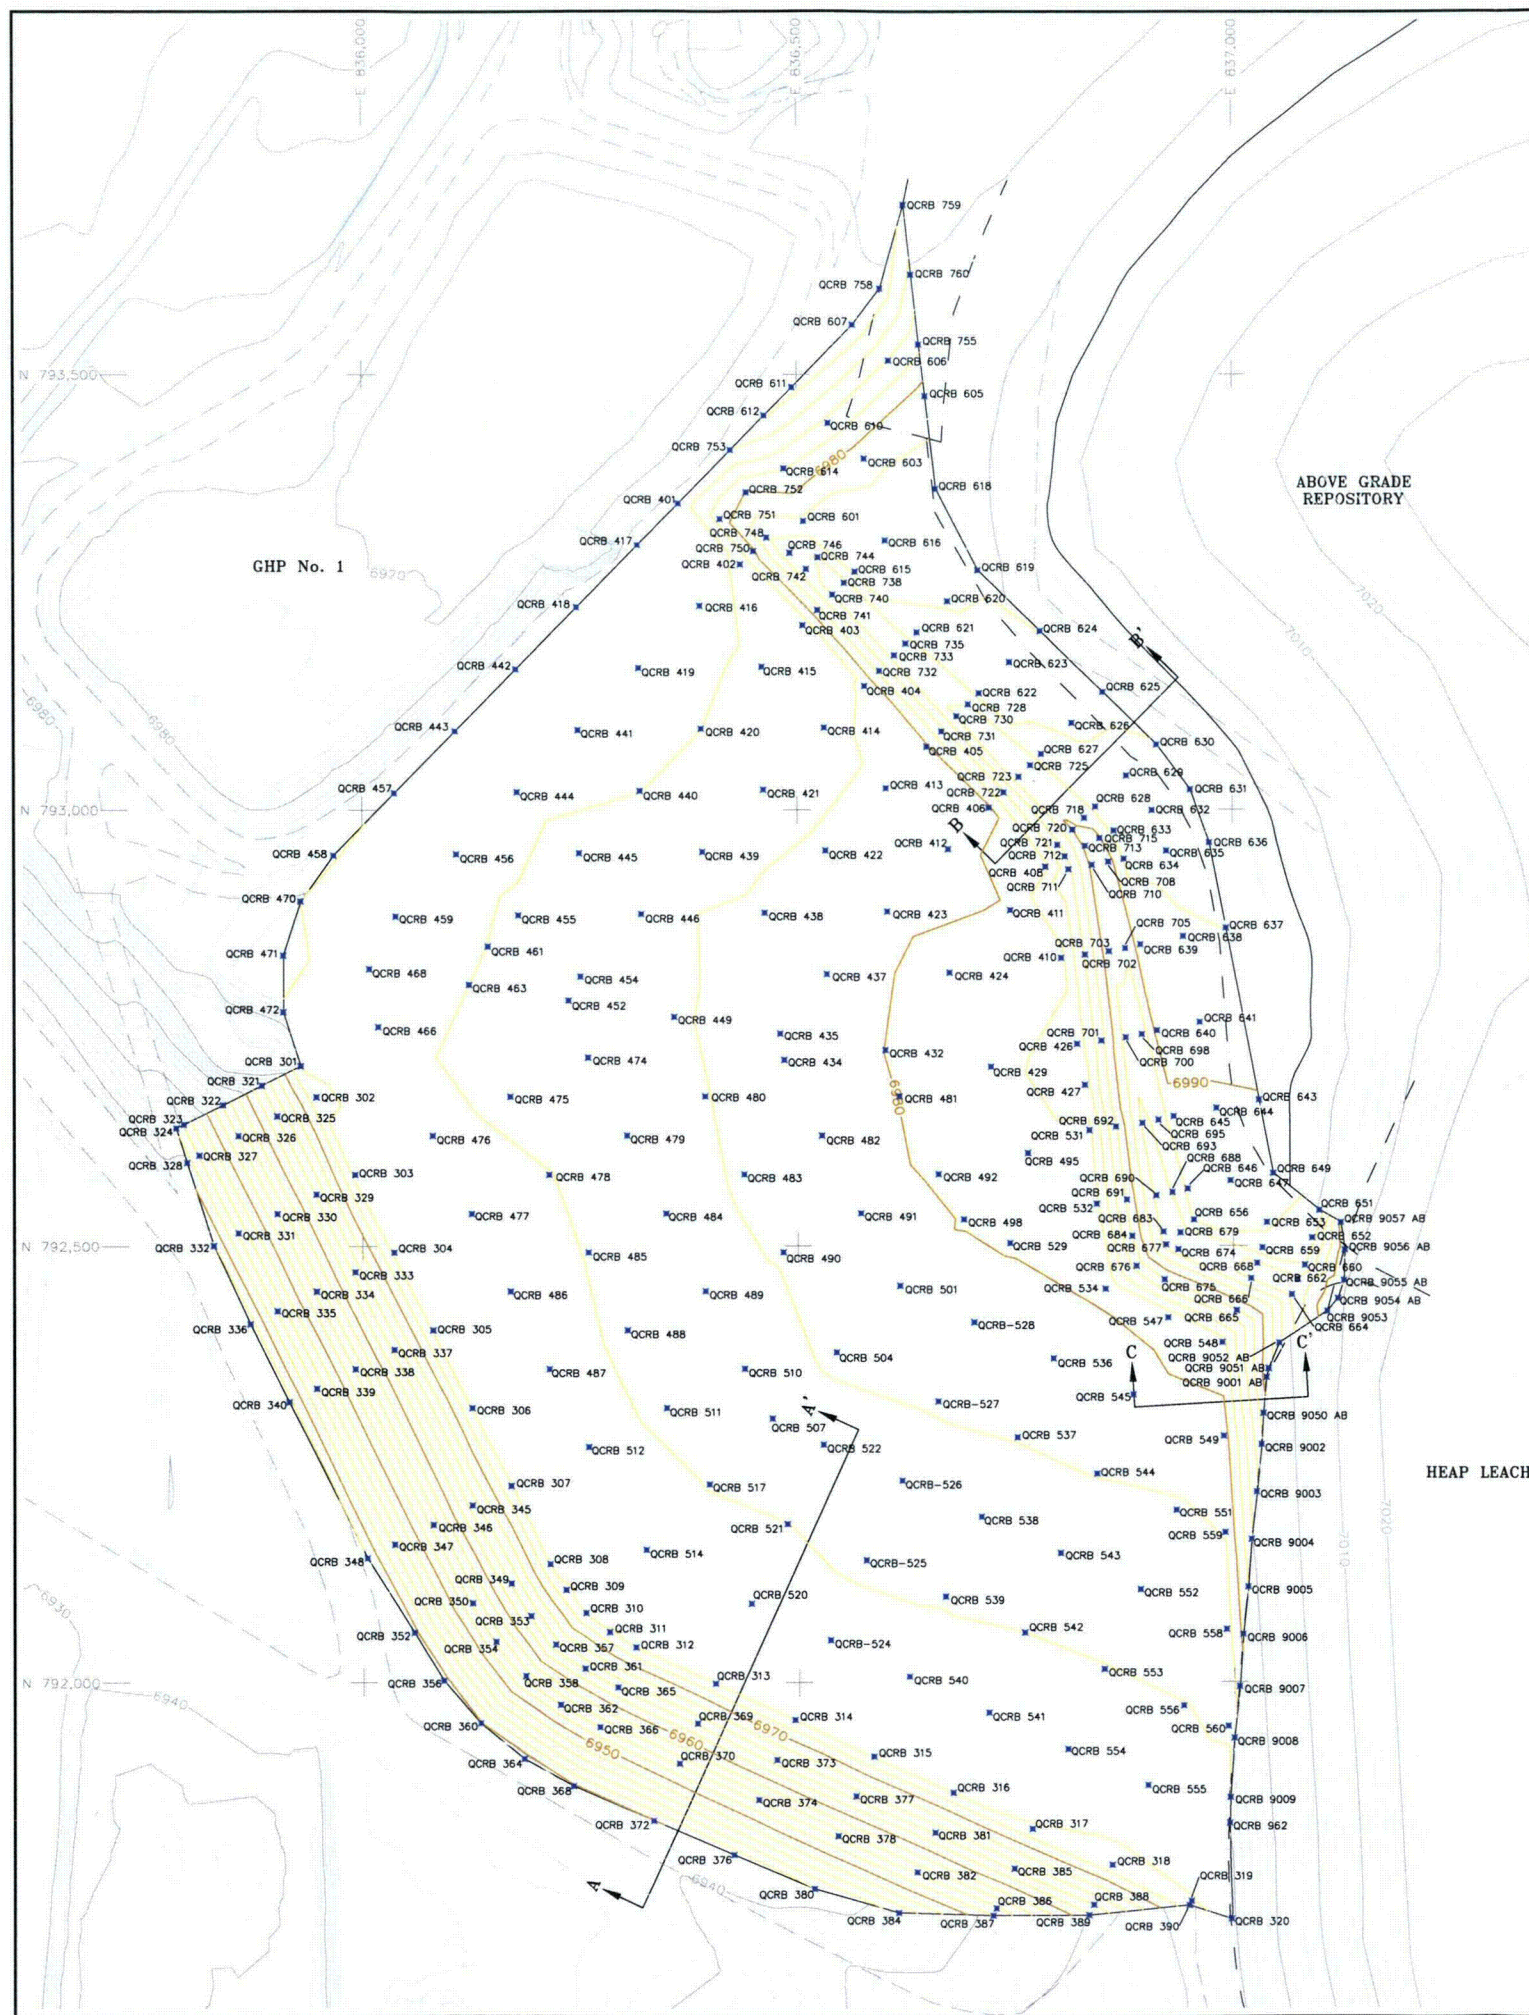 E 836,000
E 836,500
E 837,000
QCRB 759
QCRB 760
QCRB 758
QCRB 607
QCRB 755
QCRB 606
N 793,500
QCRB 611
QCRB 605
QCRB 612
QCRB 610
QCRB 753
QCRB 603
6980
QCRB 614
ABOVE GRADE
REPOSITORY
QCRB 752
QCRB 618
QCRB 401
QCRB 751
QCRB 601
QCRB 748
QCRB 417
QCRB 746
QCRB 616
QCRB 750
QCRB 744
GHP No. 1
6920
QCRB 402
QCRB 742
QCRB 615
QCRB 619
QCRB 738
7020
QCRB 740
QCRB 620
QCRB 418
QCRB 416
QCRB 741
QCRB 403
QCRB 621
QCRB 624
B'
QCRB 735
7010
QCRB 733
QCRB 623
QCRB 442
QCRB 419
QCRB 415
QCRB 732
QCRB 404
QCRB 622
QCRB 625
QCRB 728
6980
6980
QCRB 443
QCRB 441
QCRB 420
QCRB 414
QCRB 730
QCRB 626
QCRB 731
QCRB 405
QCRB 630
QCRB 627
QCRB 725
QCRB 723
QCRB 629
QCRB 457
QCRB 444
QCRB 440
QCRB 421
QCRB 413
QCRB 722
QCRB 631
N 793,000
QCRB 406
QCRB 628
QCRB 632
QCRB 718
B
QCRB 720
QCRB 633
QCRB 715
QCRB 636
QCRB 412
QCRB 721
QCRB 713
QCRB 635
QCRB 458
QCRB 456
QCRB 445
QCRB 439
QCRB 422
QCRB 712
QCRB 634
QCRB 408
QCRB 708
QCRB 711
QCRB 710
QCRB 470
QCRB 459
QCRB 455
QCRB 446
QCRB 438
QCRB 423
QCRB 411
QCRB 705
QCRB 637
QCRB 638
QCRB 461
QCRB 703
QCRB 639
QCRB 471
QCRB 410
QCRB 702
QCRB 468
QCRB 463
QCRB 454
QCRB 437
QCRB 424
QCRB 452
QCRB 472
QCRB 466
QCRB 449
QCRB 435
QCRB 641
QCRB 701
QCRB 640
QCRB 426
QCRB 698
QCRB 432
QCRB 700
QCRB 301
QCRB 474
QCRB 434
QCRB 429
QCRB 321
QCRB 427
6990
QCRB 302
QCRB 475
QCRB 480
6980
QCRB 481
QCRB 643
QCRB 322
QCRB 644
QCRB 323
QCRB 325
QCRB 692
QCRB 645
QCRB 324
QCRB 326
QCRB 476
QCRB 479
QCRB 482
QCRB 531
QCRB 695
QCRB 693
QCRB 327
QCRB 495
QCRB 688
QCRB 328
QCRB 303
QCRB 478
QCRB 483
QCRB 492
QCRB 690
QCRB 646
QCRB 649
QCRB 647
QCRB 329
QCRB 691
QCRB 532
QCRB 651
QCRB 330
QCRB 477
QCRB 484
QCRB 491
QCRB 498
QCRB 683
QCRB 656
QCRB 653
QCRB 9057 AB
QCRB 331
QCRB 684
QCRB 679
QCRB 652
N 792,500
QCRB 332
QCRB 304
QCRB 485
QCRB 490
QCRB 529
QCRB 677
QCRB 674
QCRB 659
QCRB 9056 AB
QCRB 676
QCRB 668
QCRB 660
QCRB 333
QCRB 534
QCRB 675
QCRB 662
QCRB 9055 AB
QCRB 334
QCRB 486
QCRB 489
QCRB 501
QCRB 666
QCRB 9054 AB
QCRB 335
QCRB 547
QCRB 665
QCRB 9053
QCRB 336
QCRB 305
QCRB 488
QCRB-528
QCRB 664
QCRB 548
C'
QCRB 337
QCRB 504
QCRB 536
C
QCRB 9052 AB
QCRB 338
QCRB 487
QCRB 510
QCRB 9051 AB
QCRB 9001 AB
QCRB 339
QCRB 545
QCRB 340
QCRB 306
QCRB 511
A'
QCRB-527
QCRB 9050 AB
QCRB 507
QCRB 512
QCRB 522
QCRB 537
QCRB 549
QCRB 9002
HEAP LEACH
QCRB 307
QCRB 517
QCRB-526
QCRB 544
QCRB 9003
QCRB 345
7020
QCRB 346
QCRB 521
QCRB 538
QCRB 551
QCRB 559
QCRB 347
QCRB 9004
7010
QCRB 348
QCRB 308
QCRB 514
QCRB-525
QCRB 543
QCRB 349
QCRB 309
QCRB 9005
QCRB 552
6930
QCRB 350
QCRB 310
QCRB 520
QCRB 539
QCRB 353
QCRB 352
QCRB 311
QCRB 542
QCRB 558
QCRB 9006
QCRB 354
QCRB 357
QCRB 312
QCRB-524
QCRB 361
QCRB 553
N 792,000
QCRB 356
QCRB 358
QCRB 365
QCRB 313
QCRB 540
QCRB 9007
6940
QCRB 362
QCRB 556
QCRB 360
QCRB 366
QCRB 369
QCRB 314
QCRB 541
QCRB 560
6970
QCRB 9008
6960
6950
QCRB 364
QCRB 370
QCRB 373
QCRB 315
QCRB 554
QCRB 368
QCRB 316
QCRB 555
QCRB 374
QCRB 377
QCRB 9009
QCRB 372
QCRB 317
QCRB 962
QCRB 378
QCRB 381
QCRB 376
QCRB 318
A
6940
QCRB 382
QCRB 385
QCRB 380
QCRB 319
QCRB 386
QCRB 388
QCRB 384
QCRB 387
QCRB 389
QCRB 390
QCRB 320